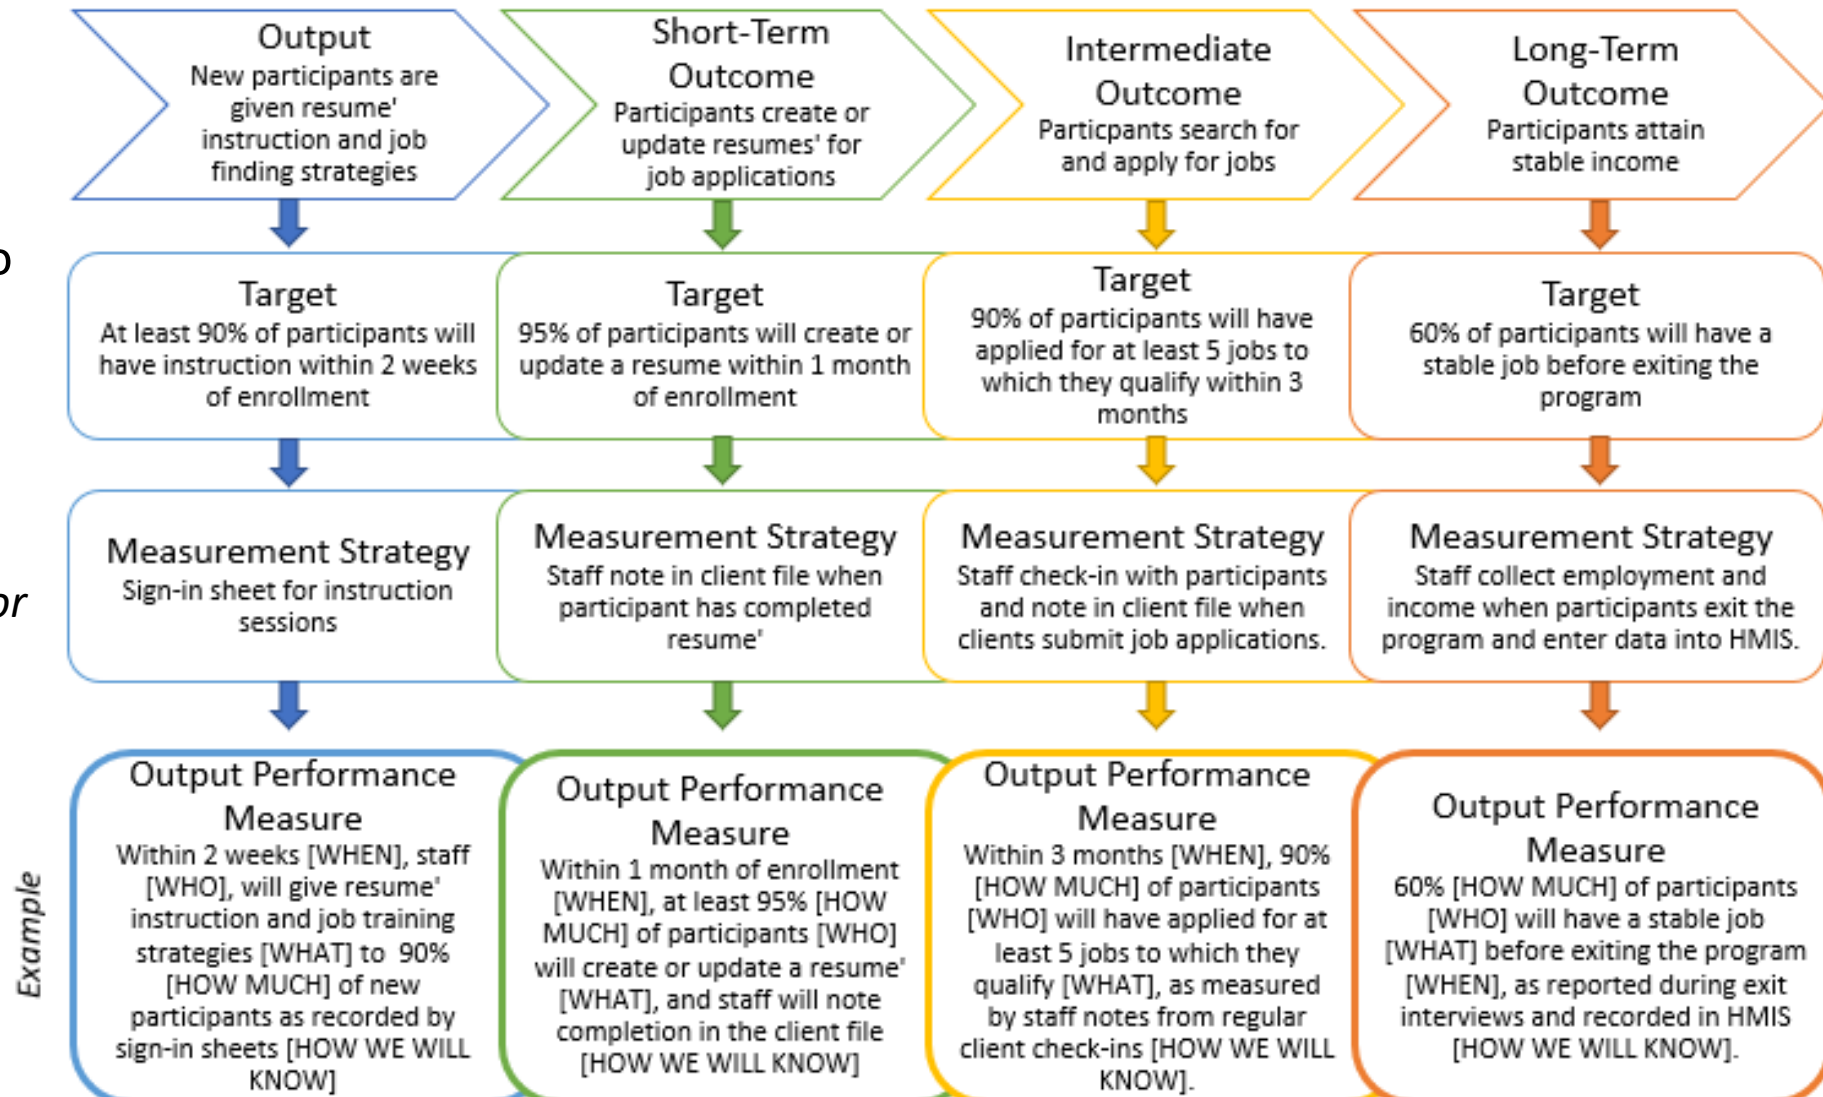 Output
New participants are
given resume'
instruction and job
finding strategies
Short-Term
Outcome
Participants create or
update resumes' for
job applications
Intermediate
Outcome
Particpants search for
and apply for jobs
Long-Term
Outcome
Participants attain
stable income
Target
At least 90% of participants will
have instruction within 2 weeks
of enrollment
Target
95% of participants will create or
update a resume within 1 month
of enrollment
Target
90% of participants will have
applied for at least 5 jobs to
which they qualify within 3
months
Target
60% of participants will have a
stable job before exiting the
program
Measurement Strategy
Sign-in sheet for instruction
sessions
Measurement Strategy
Staff note in client file when
participant has completed
resume'
Measurement Strategy
Staff check-in with participants
and note in client file when
clients submit job applications.
Measurement Strategy
Staff collect employment and
income when participants exit the
program and enter data into HMIS.
or
Example
Output Performance
Measure
Within 2 weeks [WHEN], staff
[WHO], will give resume'
instruction and job training
strategies [WHAT] to 90%
[HOW MUCH] of new
participants as recorded by
sign-in sheets [HOW WE WILL
KNOW]
Output Performance
Measure
Within 1 month of enrollment
[WHEN], at least 95% [HOW
MUCH] of participants [WHO]
will create or update a resume'
[WHAT], and staff will note
completion in the client file
[HOW WE WILL KNOW]
Output Performance
Measure
Within 3 months [WHEN], 90%
[HOW MUCH] of participants
[WHO] will have applied for at
least 5 jobs to which they
qualify [WHAT], as measured
by staff notes from regular
client check-ins [HOW WE WILL
KNOW].
Output Performance
Measure
60% [HOW MUCH] of participants
[WHO] will have a stable job
[WHAT] before exiting the program
[WHEN], as reported during exit
interviews and recorded in HMIS
[HOW WE WILL KNOW].